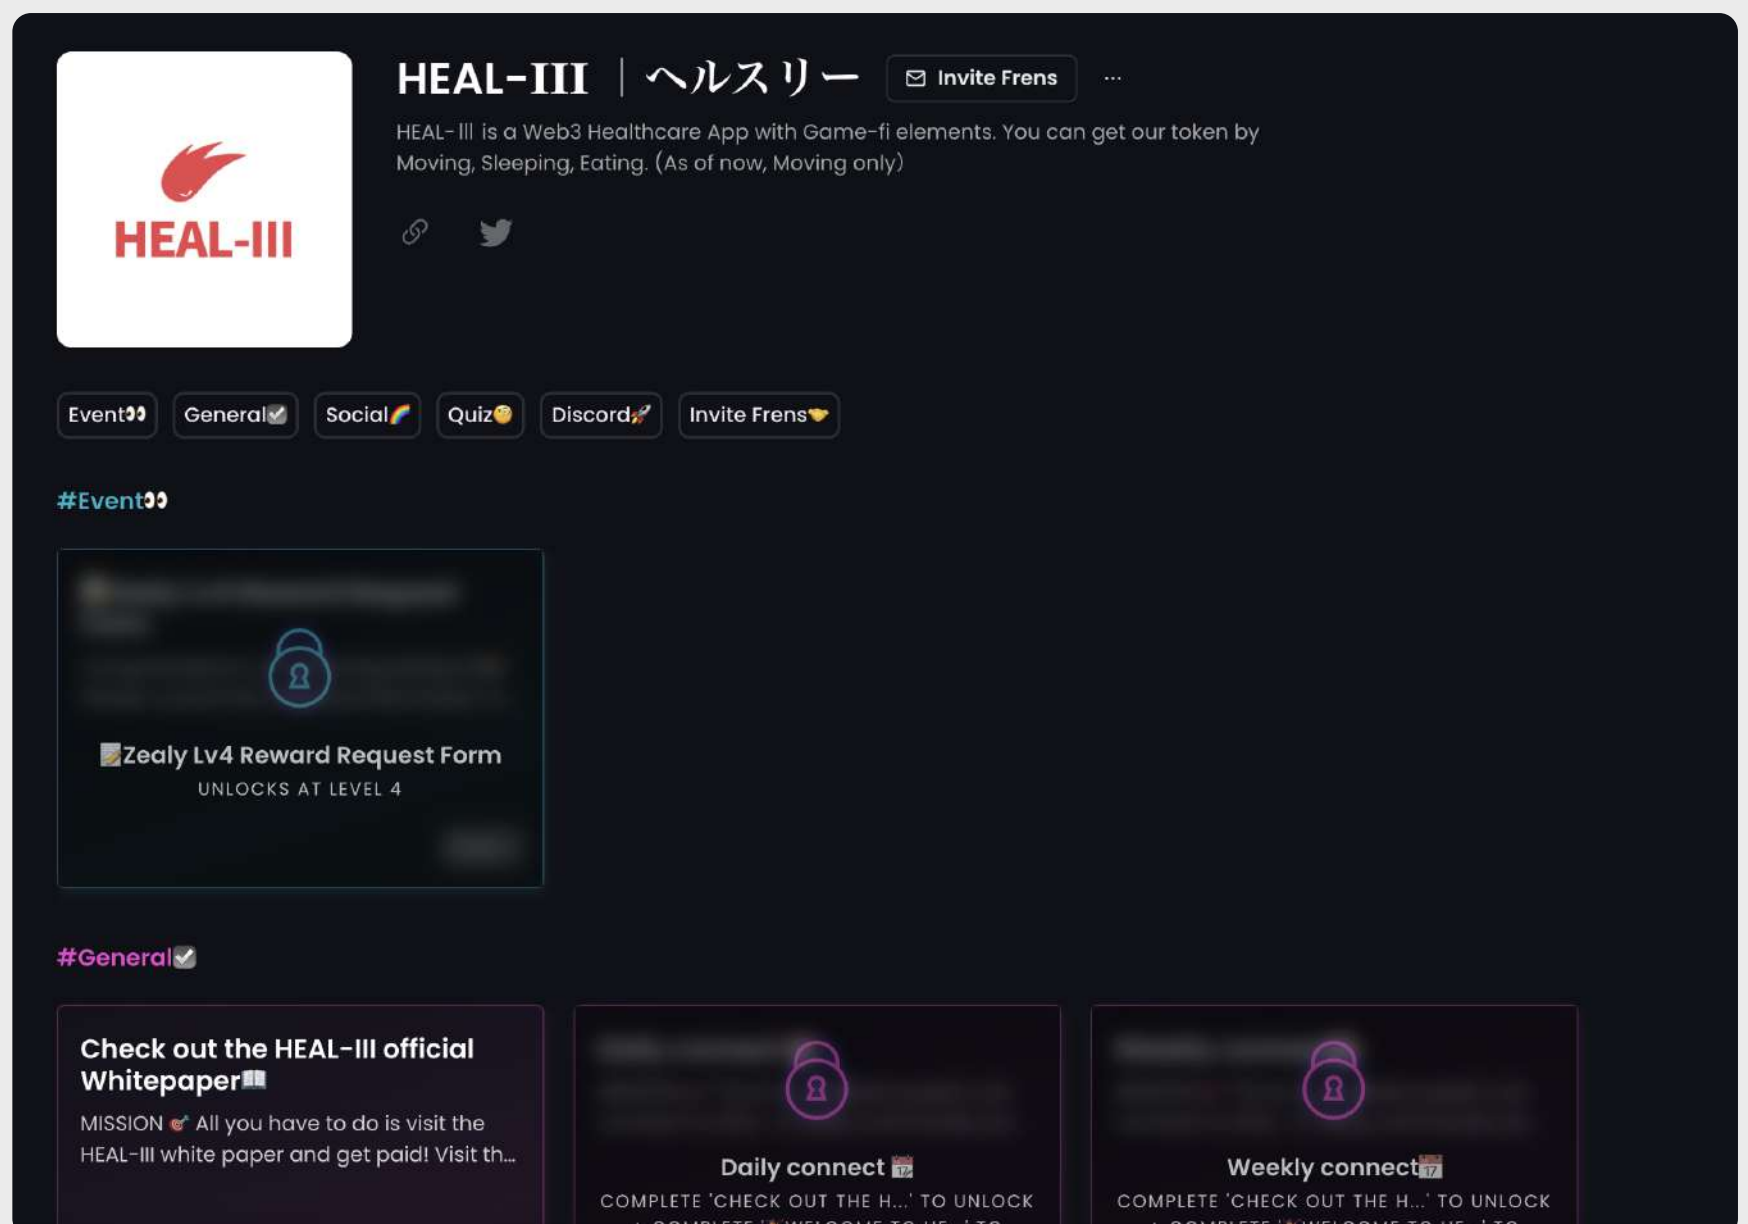 HEAL-III
HEAL-III ｜ヘルスリー
Invite Frens
...
HEAL-Ⅲ is a Web3 Healthcare App with Game-fi elements. You can get our token by
Moving, Sleeping, Eating. (As of now, Moving only)
Event👀
General☑️
Social🌈
Quiz🧐
Discord🚀
Invite Frens🤝
#Event👀
📝Zealy Lv4 Reward Request Form
UNLOCKS AT LEVEL 4
#General☑️
Check out the HEAL-III official
Whitepaper📖
MISSION 🎯 All you have to do is visit the
HEAL-III white paper and get paid! Visit th...
Daily connect 📆
COMPLETE 'CHECK OUT THE H...' TO UNLOCK
Weekly connect📅
COMPLETE 'CHECK OUT THE H...' TO UNLOCK